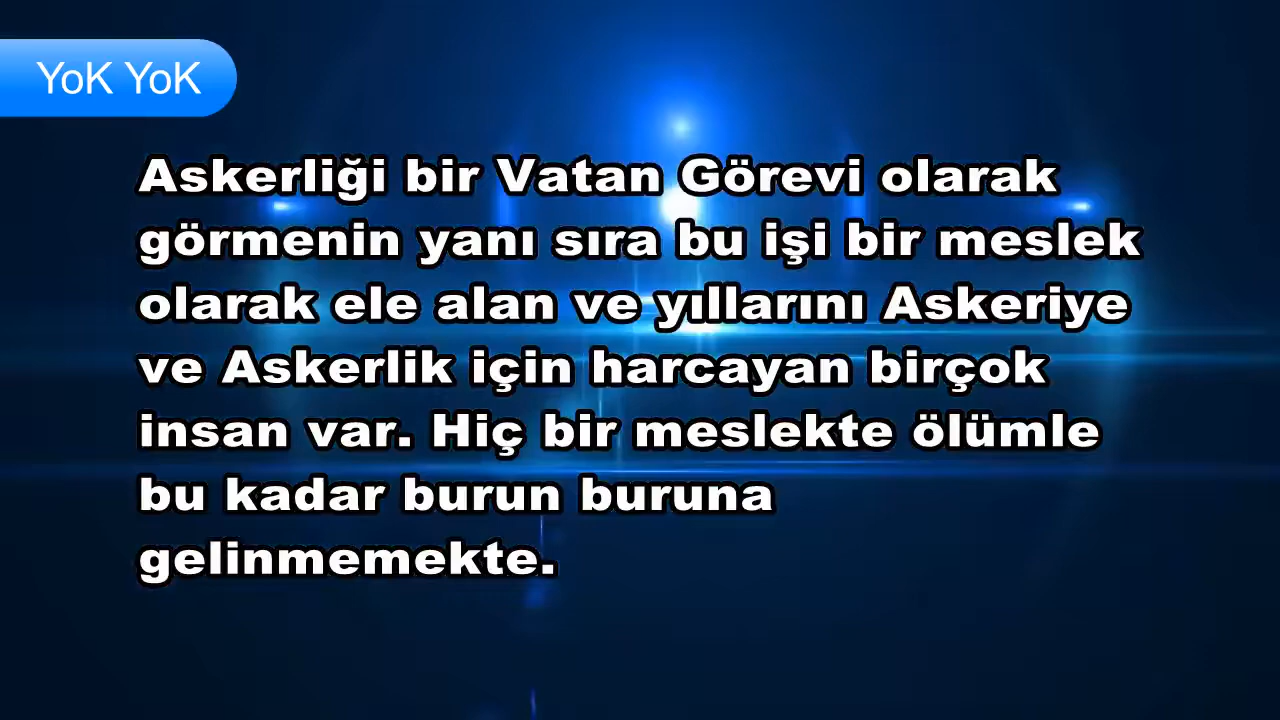 YoK YoK
Askerliği bir Vatan Görevi olarak
görmenin yanı sıra bu işi bir meslek
olarak ele alan ve yıllarını Askeriye
ve Askerlik için harcayan birçok
insan var. Hiç bir meslekte ölümle
bu kadar burun buruna
gelinmemekte.